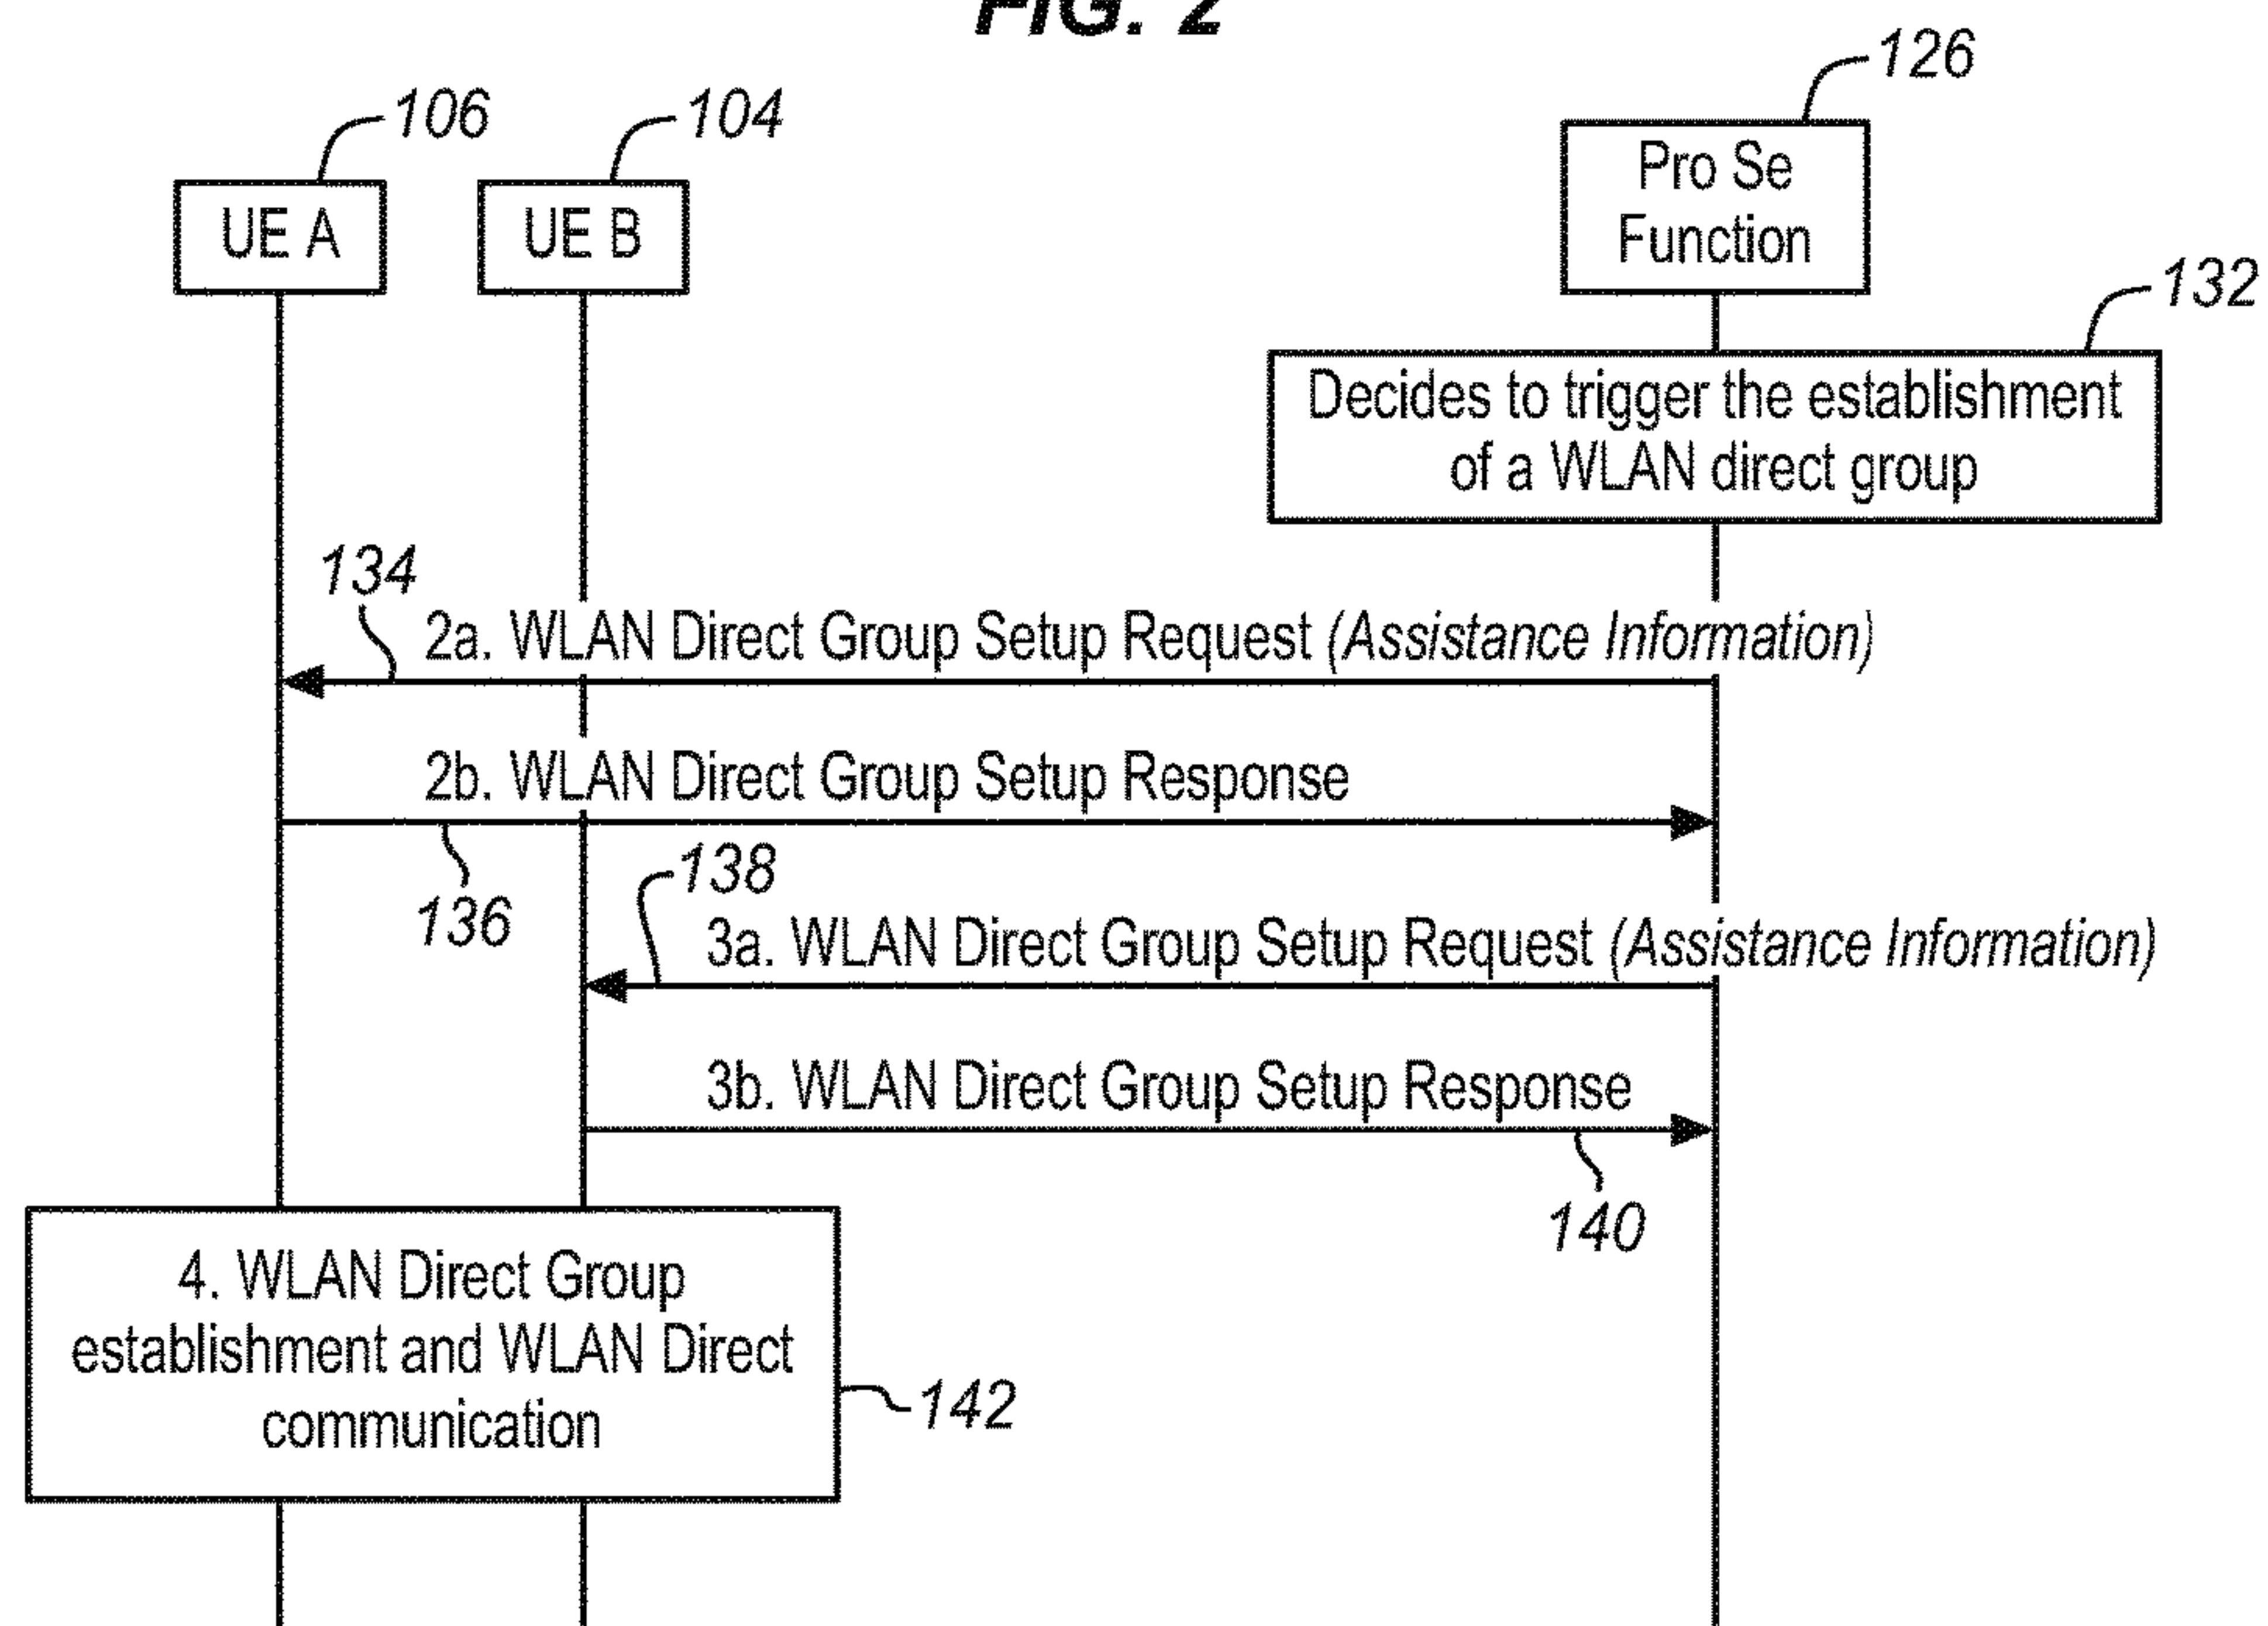 FIG. 2
126
106
104
Pro Se
Function
UE A
UE B
132
Decides to trigger the establishment
of a WLAN direct group
134
2a. WLAN Direct Group Setup Request (Assistance Information)
2b. WLAN Direct Group Setup Response
136
138
3a. WLAN Direct Group Setup Request (Assistance Information)
3b. WLAN Direct Group Setup Response
140
4. WLAN Direct Group
establishment and WLAN Direct
communication
142